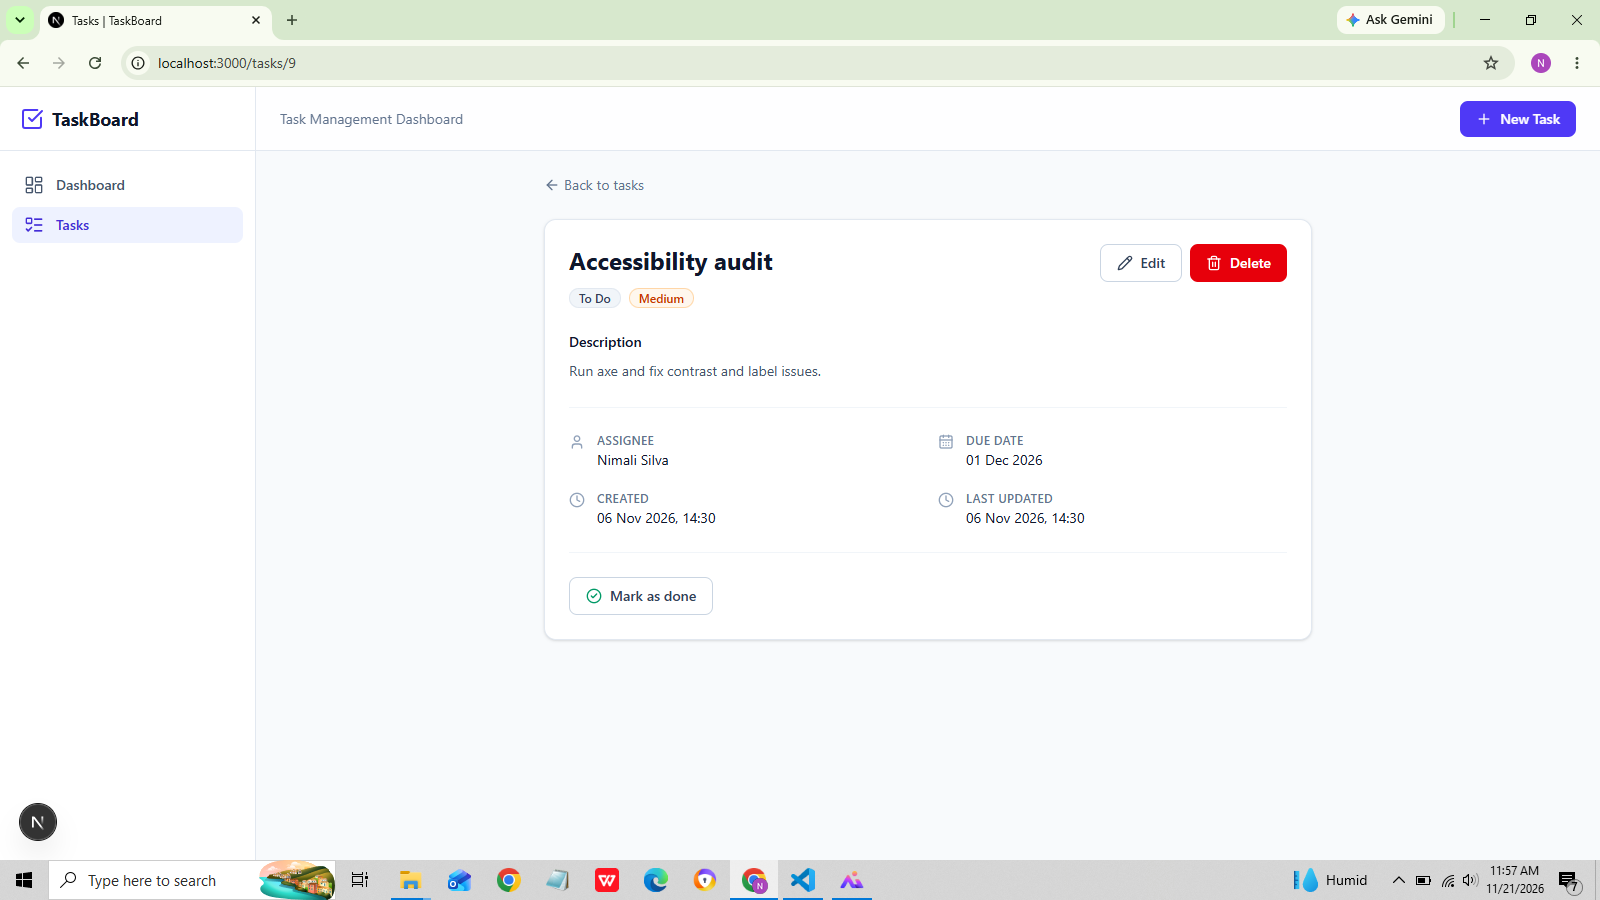 Tasks | TaskBoard
Ask Gemini
localhost:3000/tasks/9
N
TaskBoard
Task Management Dashboard
New Task
Dashboard
Tasks
Back to tasks
Accessibility audit
Edit
Delete
To Do
Medium
Description
Run axe and fix contrast and label issues.
ASSIGNEE
Nimali Silva
DUE DATE
01 Dec 2026
CREATED
06 Nov 2026, 14:30
LAST UPDATED
06 Nov 2026, 14:30
Mark as done
N
Type here to search
Humid
11:57 AM
11/21/2026
7